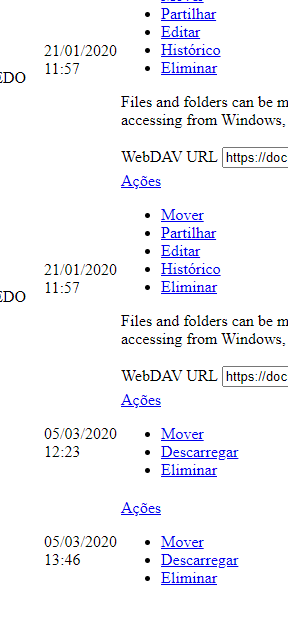 Partilhar
Editar
21/01/2020
Histórico
11:57
Eliminar
EDO
Files and folders can be m
accessing from Windows,
WebDAV URL https://doc
Ações
Mover
Partilhar
Editar
21/01/2020
Histórico
11:57
Eliminar
EDO
Files and folders can be m
accessing from Windows,
WebDAV URL https://doc
Ações
05/03/2020
Mover
12:23
Descarregar
Eliminar
Ações
05/03/2020
Mover
13:46
Descarregar
Eliminar